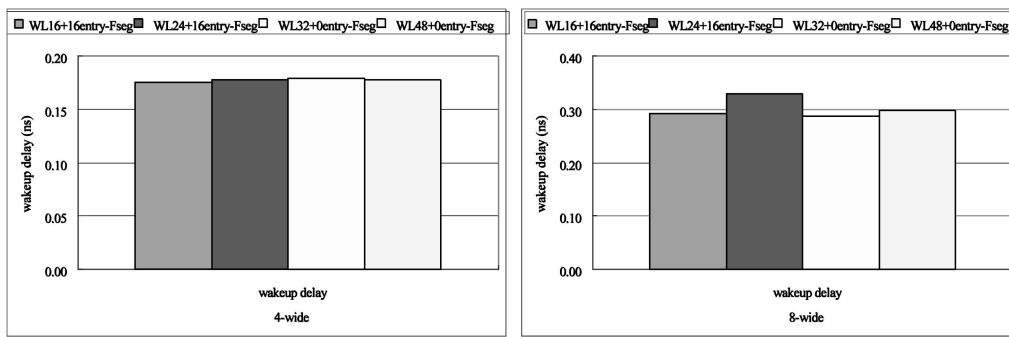 WL16+16entry-Fseg WL24+16entry-Fseg WL32+0entry-Fseg WL48+0entry-Fseg
0.20
0.15
0.10
0.05
0.00
wakeup delay (ns)
wakeup delay
4-wide
WL16+16entry-Fseg WL24+16entry-Fseg WL32+0entry-Fseg WL48+0entry-Fseg
0.40
0.30
0.20
0.10
0.00
wakeup delay (ns)
wakeup delay
8-wide